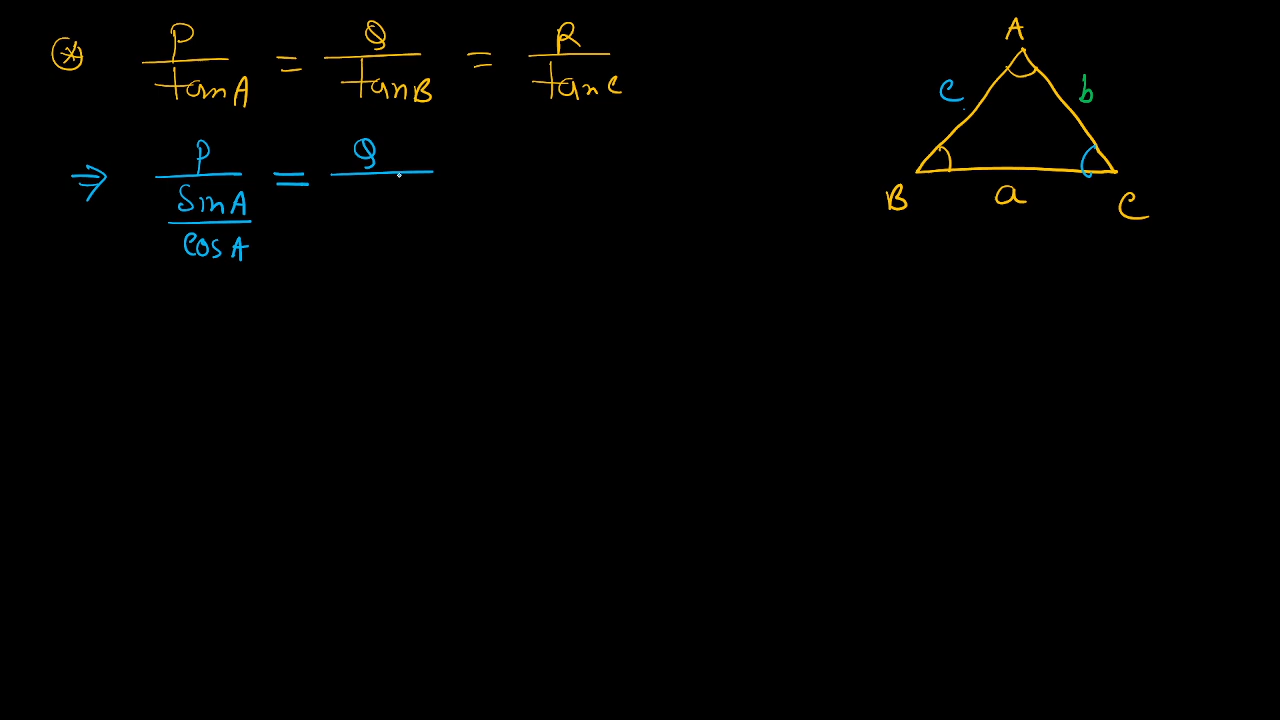 ⊛ P/tanA = Q/tanB = R/tanC
⇒ P/(SinA/CosA) = Q/
A
c b
B a C